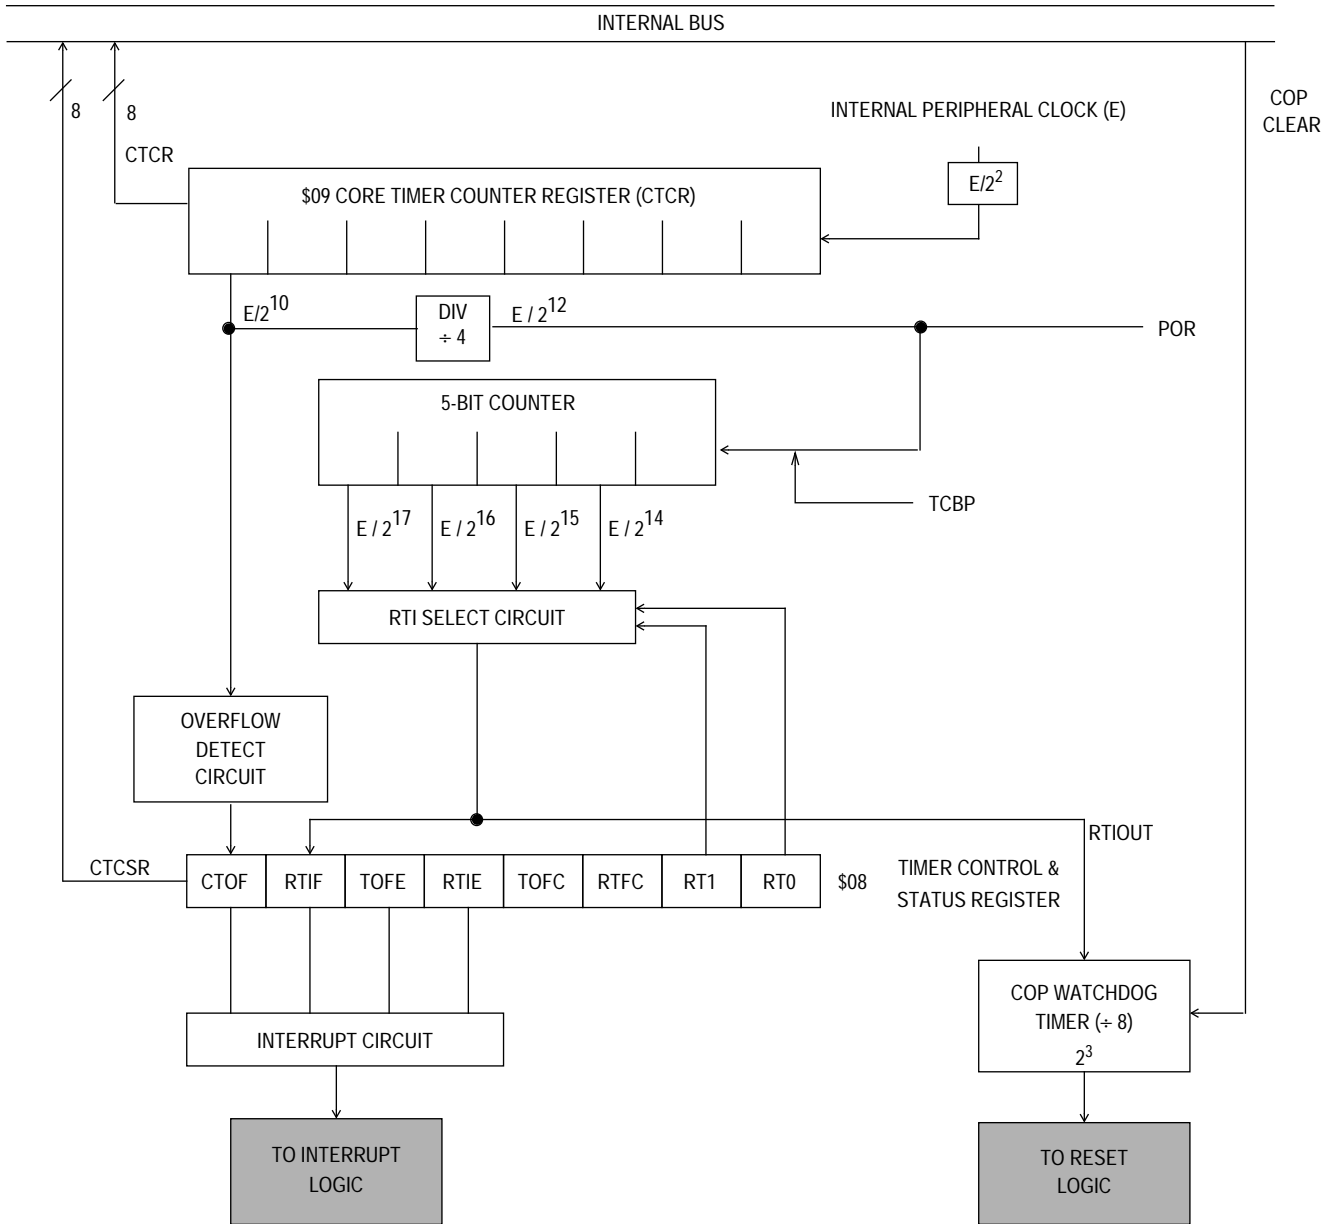 INTERNAL BUS
8
8
COP
CLEAR
INTERNAL PERIPHERAL CLOCK (E)
CTCR
E/2²
$09 CORE TIMER COUNTER REGISTER (CTCR)
E/2¹⁰
DIV
÷ 4
E / 2¹²
POR
5-BIT COUNTER
TCBP
E / 2¹⁷
E / 2¹⁶
E / 2¹⁵
E / 2¹⁴
RTI SELECT CIRCUIT
OVERFLOW
DETECT
CIRCUIT
RTIOUT
CTCSR
CTOF RTIF TOFE RTIE TOFC RTFC RT1 RT0
$08
TIMER CONTROL &
STATUS REGISTER
COP WATCHDOG
TIMER (÷ 8)
2³
INTERRUPT CIRCUIT
TO INTERRUPT
LOGIC
TO RESET
LOGIC